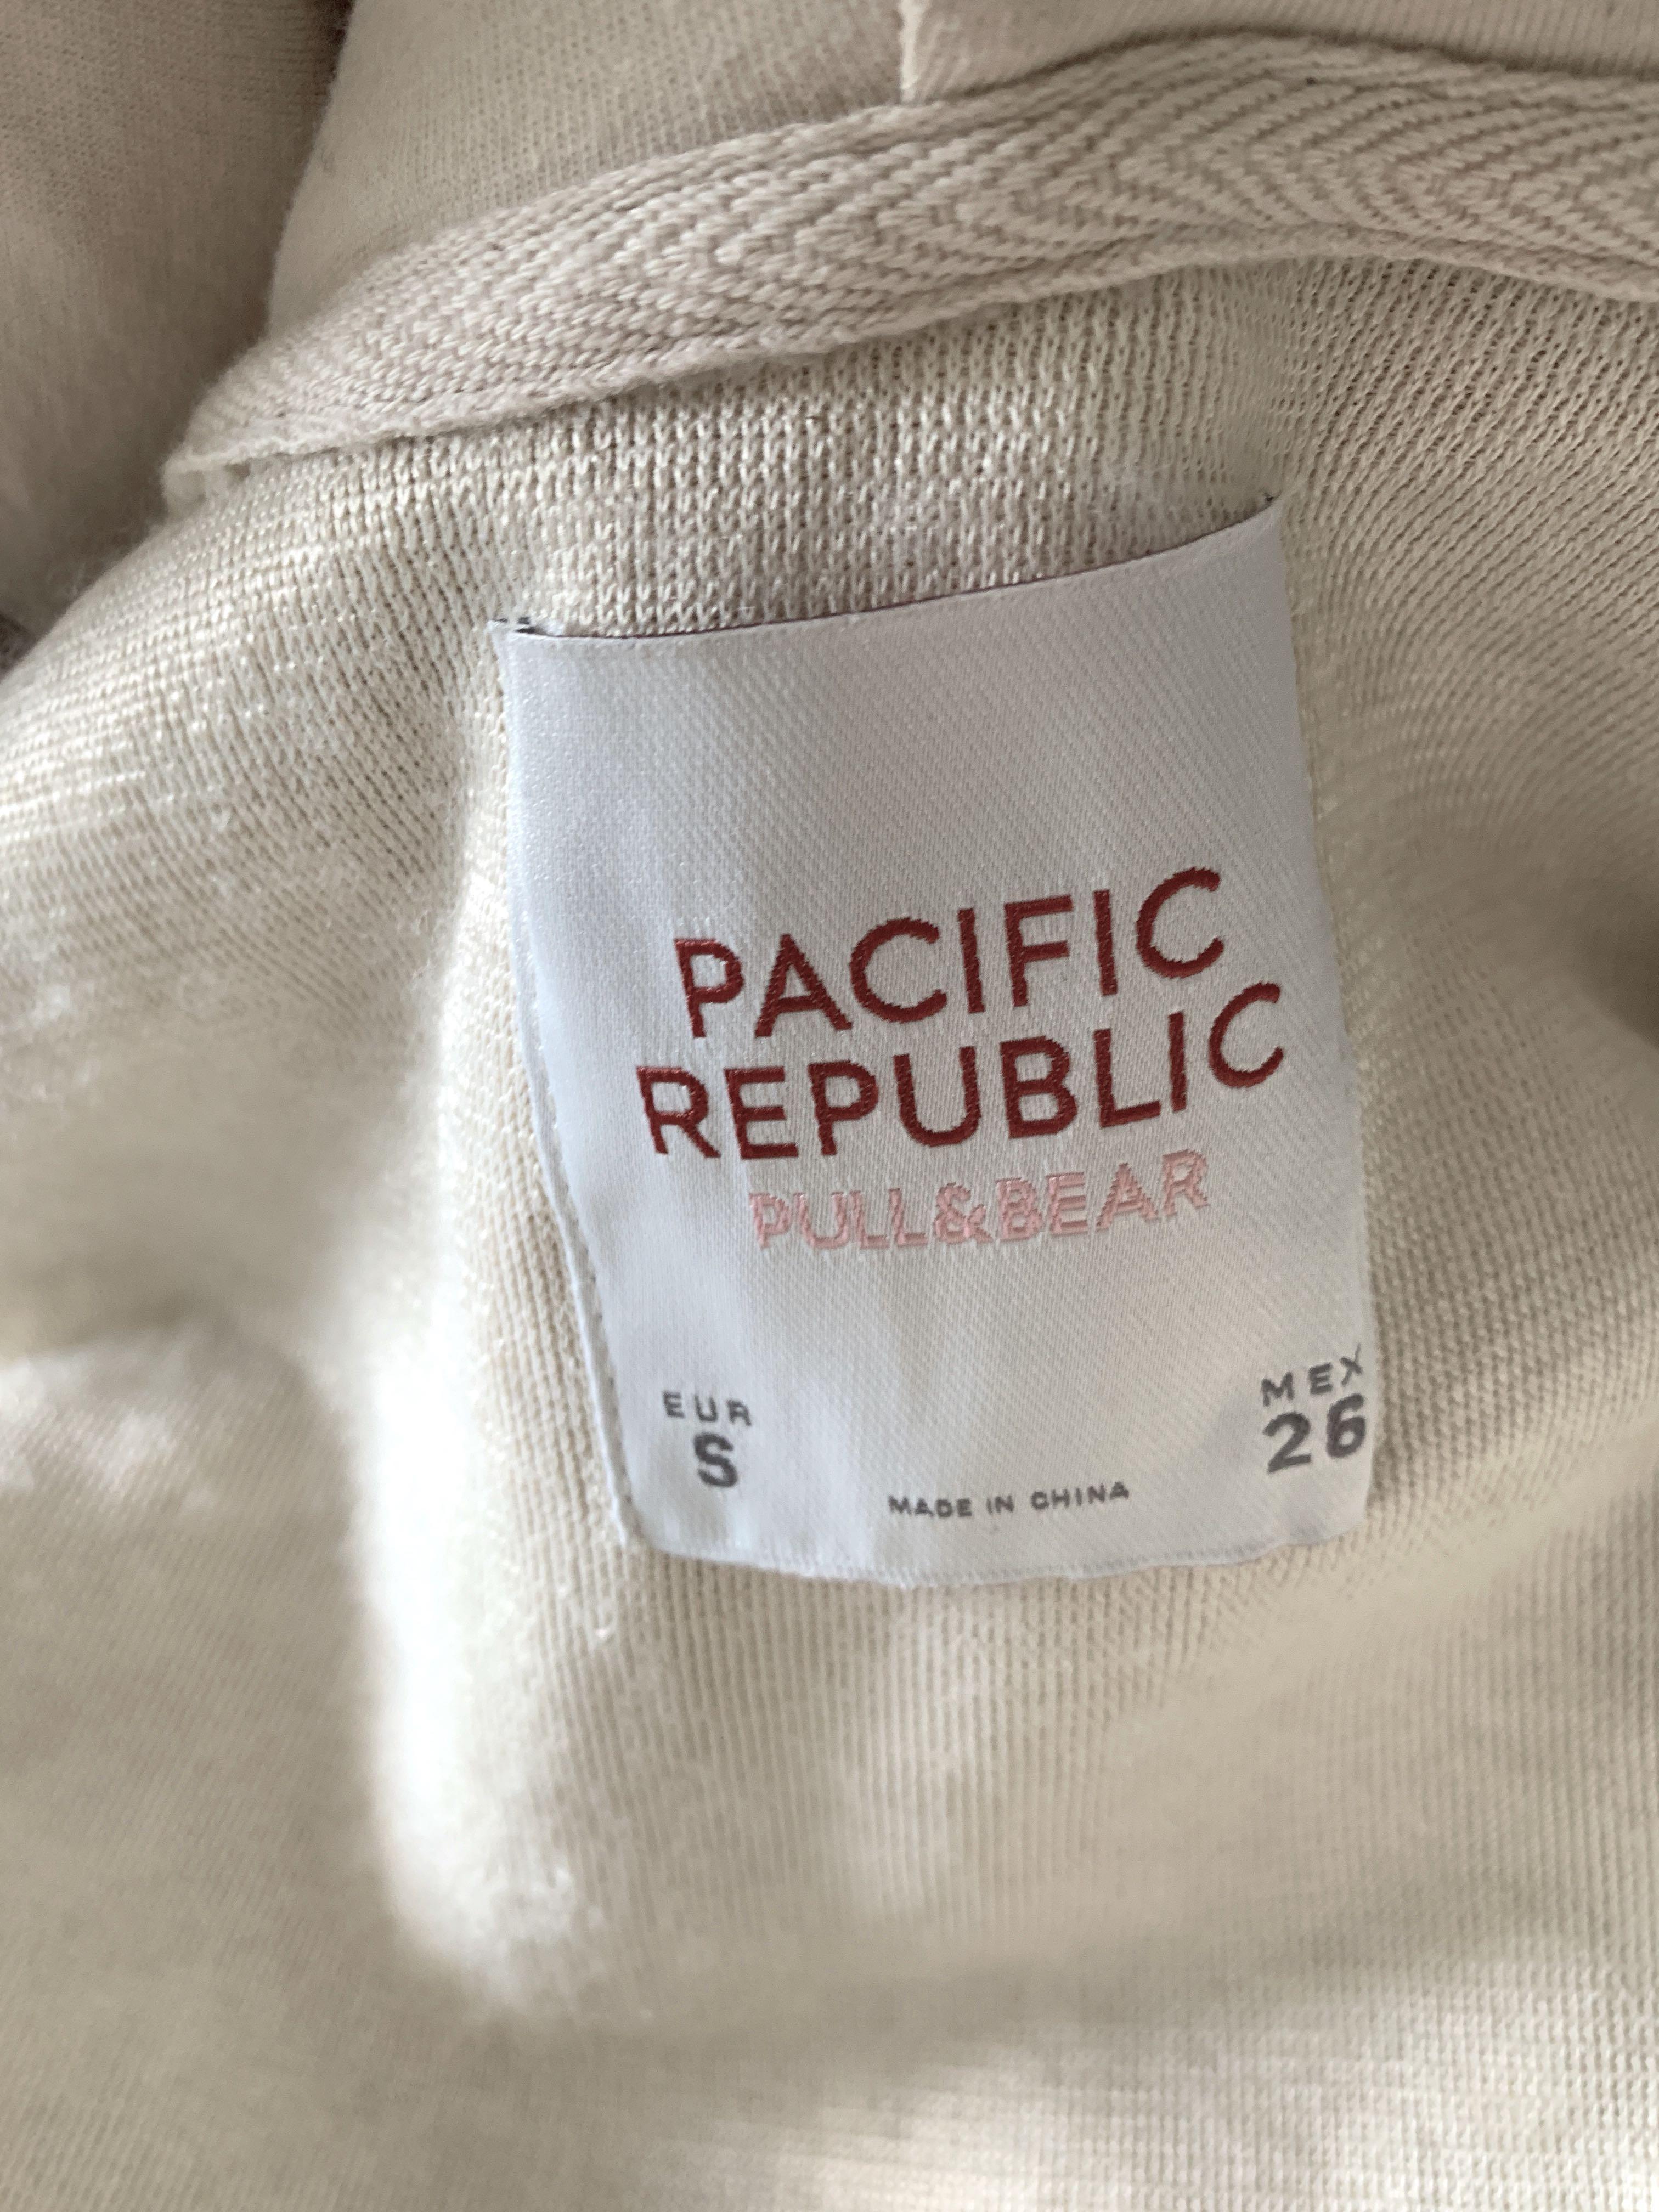 PACIFIC
REPUBLIC
PULL&BEAR
EUR MEX
S 26
MADE IN CHINA